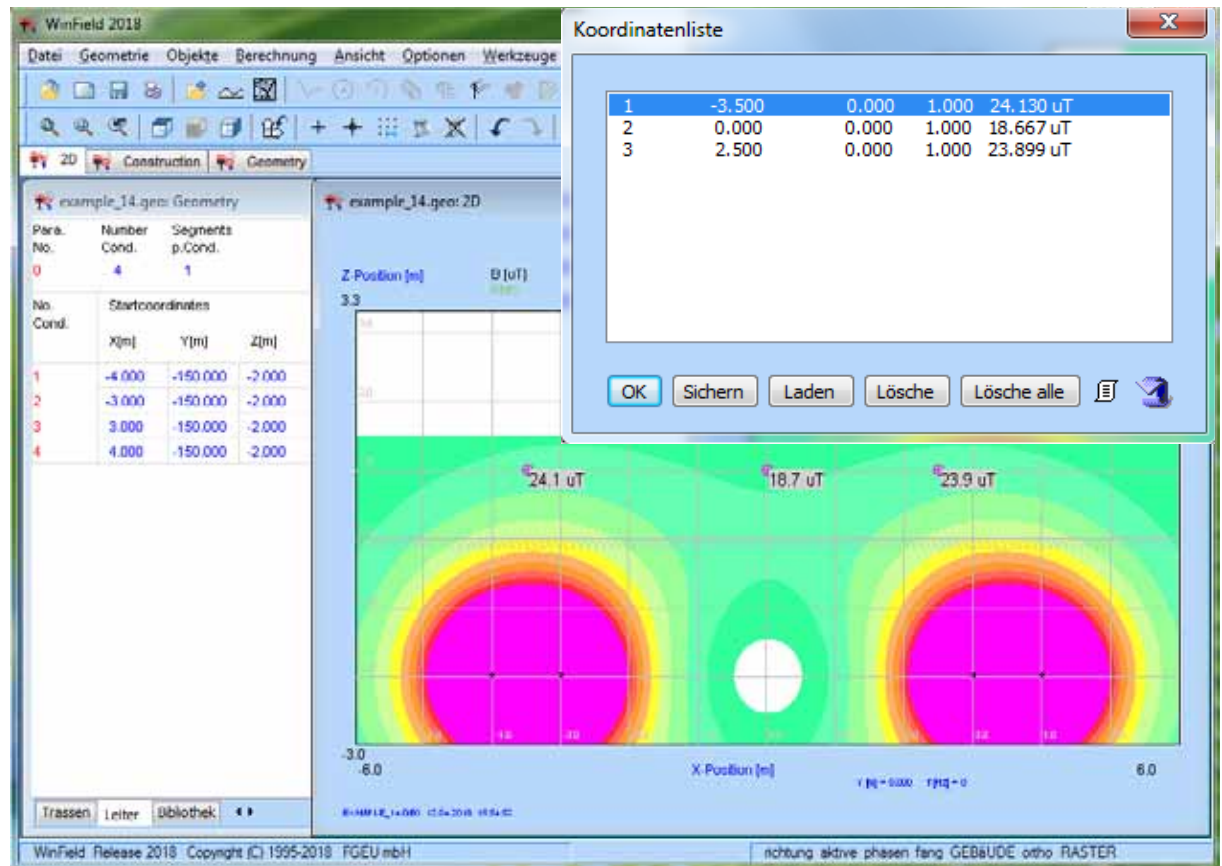 WinField 2018
Datei Geometrie Objekte Berechnung Ansicht Optionen Werkzeuge
2D Construction Geometry
example_14.geo: Geometry
Para. No. Number Cond. Segments p.Cond.
0 4 1
No. Cond. Startcoordinates
X[m] Y[m] Z[m]
1 -4.000 -150.000 -2.000
2 -3.000 -150.000 -2.000
3 3.000 -150.000 -2.000
4 4.000 -150.000 -2.000
Trassen Leiter Bibliothek
example_14.geo: 2D
Z-Position [m] B [uT]
3.3
24.1 uT 18.7 uT 23.9 uT
-3.0
-6.0 X-Position [m] 6.0
Koordinatenliste
1 -3.500 0.000 1.000 24.130 uT
2 0.000 0.000 1.000 18.667 uT
3 2.500 0.000 1.000 23.899 uT
OK Sichern Laden Lösche Lösche alle
WinField Release 2018 Copyright (C) 1995-2018 FGEU mbH
richtung aktive phasen fang GEBäUDE ortho RASTER